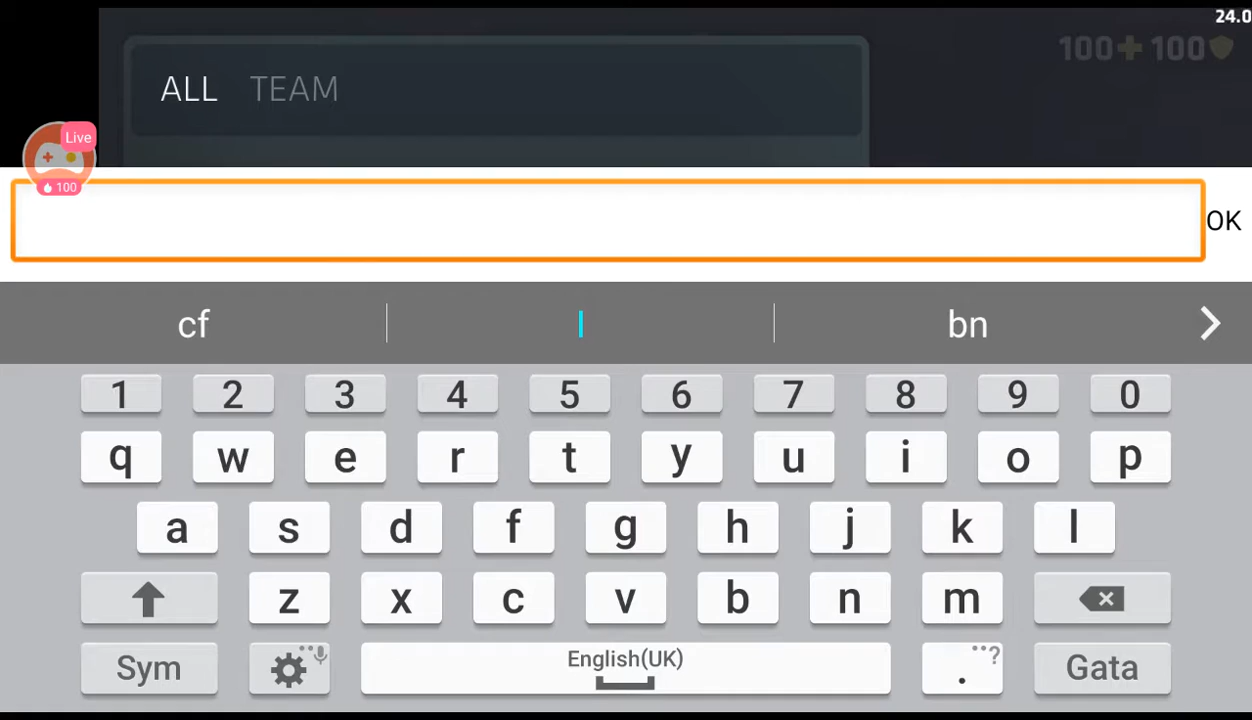 24.0
100 100
ALL TEAM
Live
100
OK
cf l bn
1 2 3 4 5 6 7 8 9 0
q w e r t y u i o p
a s d f g h j k l
z x c v b n m
Sym English(UK) . ? Gata